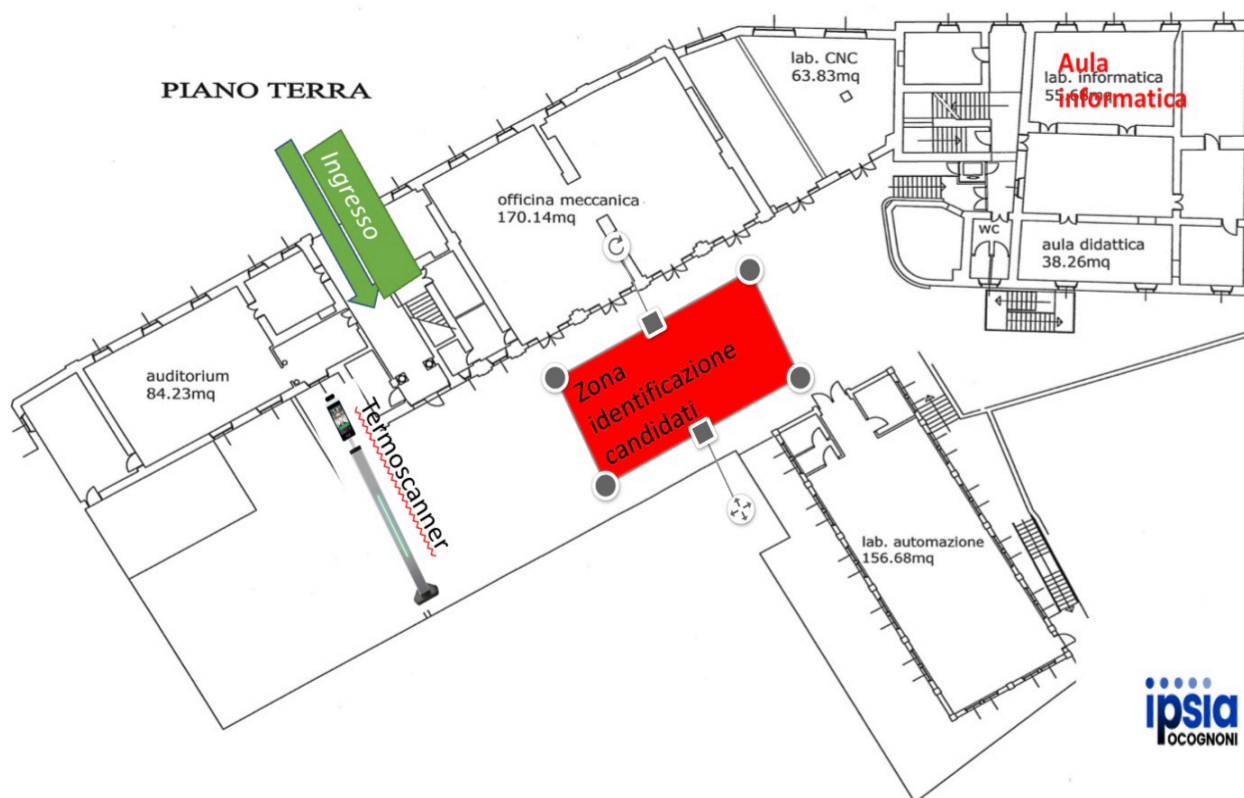 PIANO TERRA
Ingresso
lab. CNC
63.83mq
Aula
lab. informatica
informatica
officina meccanica
170.14mq
WC
aula didattica
38.26mq
auditorium
84.23mq
Termoscanner
Zona
identificazione
candidati
lab. automazione
156.68mq
ipsia
POCOGNONI